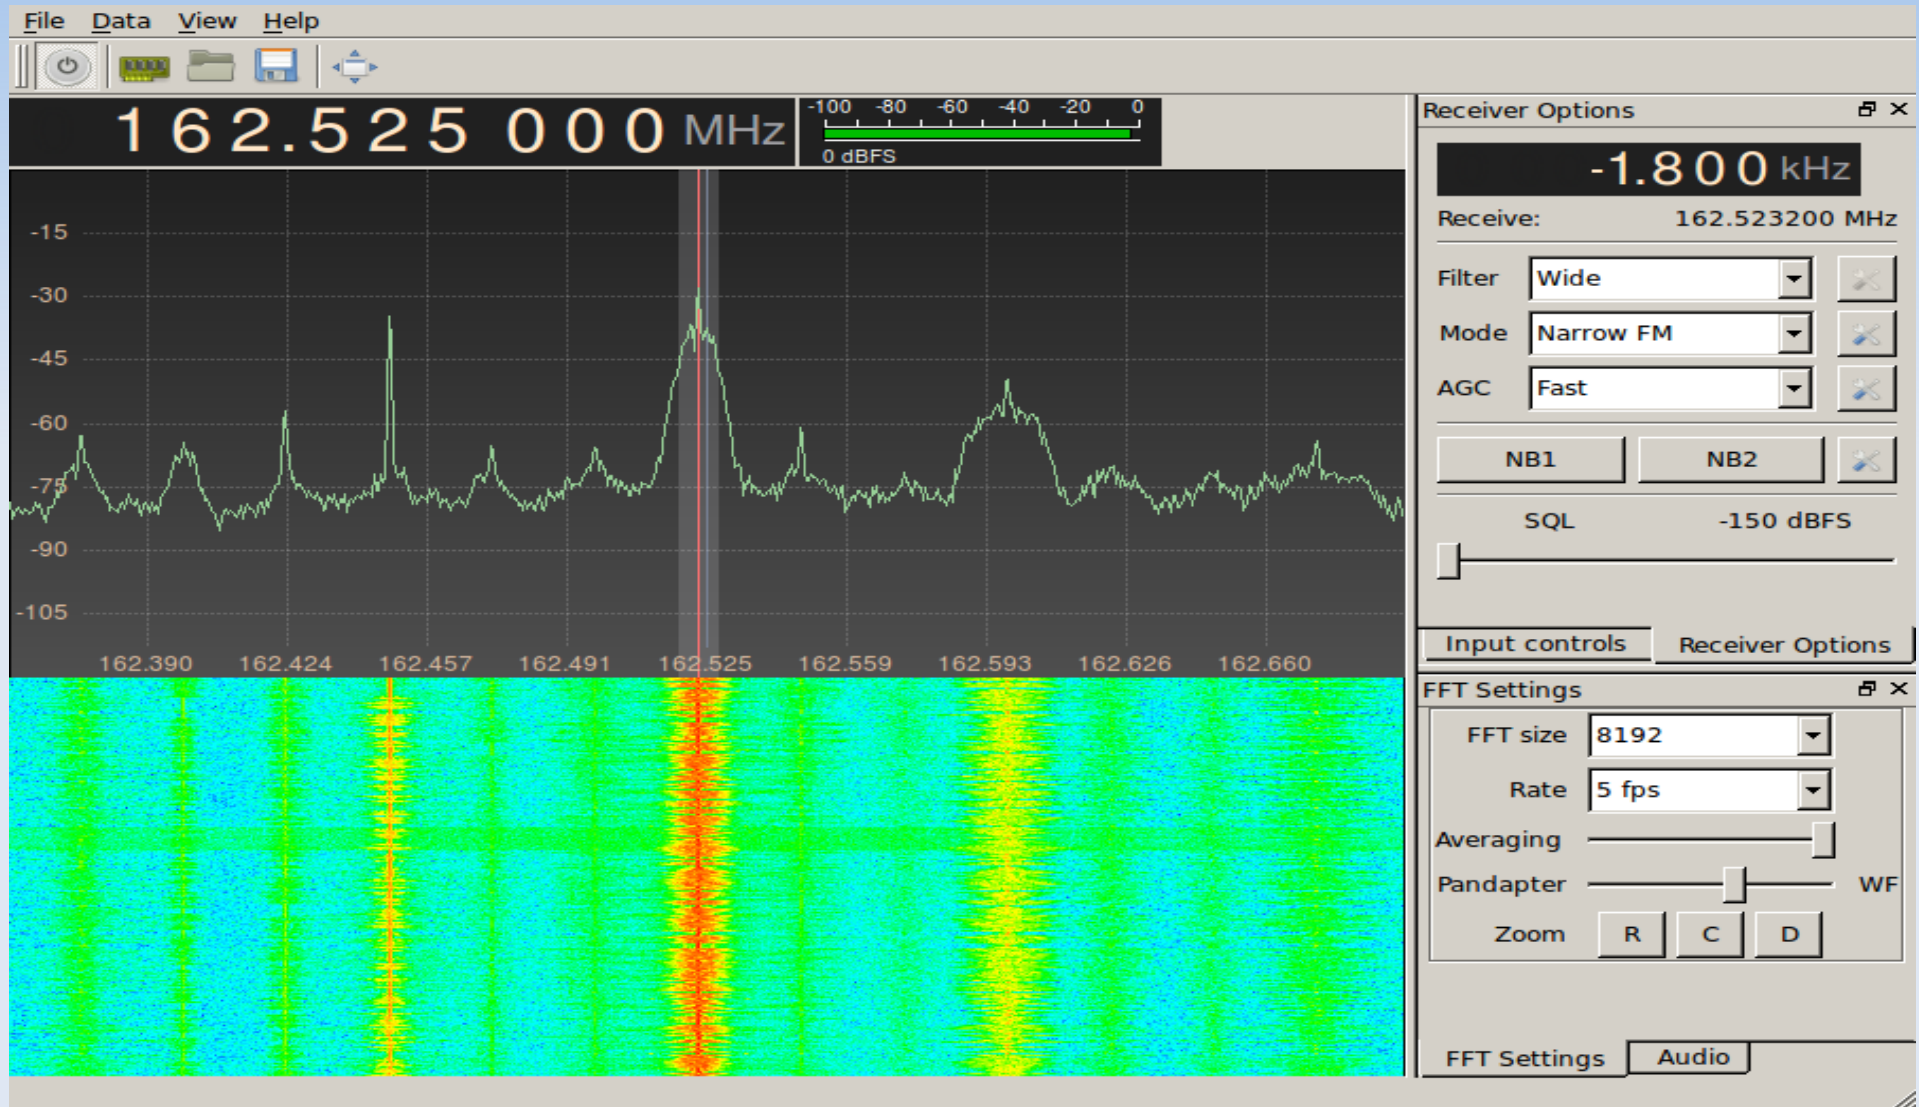 File Data View Help
162.525 000 MHz
-100 -80 -60 -40 -20 0
0 dBFS
-15
-30
-45
-60
-75
-90
-105
162.390 162.424 162.457 162.491 162.525 162.559 162.593 162.626 162.660
Receiver Options
-1.800 kHz
Receive: 162.523200 MHz
Filter Wide
Mode Narrow FM
AGC Fast
NB1 NB2
SQL -150 dBFS
Input controls Receiver Options
FFT Settings
FFT size 8192
Rate 5 fps
Averaging
Pandapter WF
Zoom R C D
FFT Settings Audio